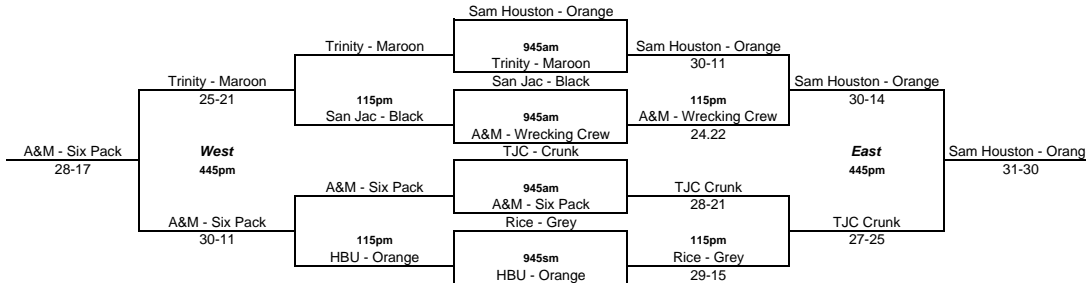 Sam Houston - Orange
Trinity - Maroon 945am Sam Houston - Orange
Trinity - Maroon 30-11
Trinity - Maroon San Jac - Black Sam Houston - Orange
25-21 115pm 115pm 30-14
San Jac - Black 945am A&M - Wrecking Crew
A&M - Wrecking Crew 24.22
A&M - Six Pack West TJC - Crunk East Sam Houston - Orang
28-17 445pm 445pm 31-30
A&M - Six Pack 945am TJC Crunk
A&M - Six Pack 28-21
A&M - Six Pack Rice - Grey TJC Crunk
30-11 115pm 115pm 27-25
HBU - Orange 945sm Rice - Grey
HBU - Orange 29-15